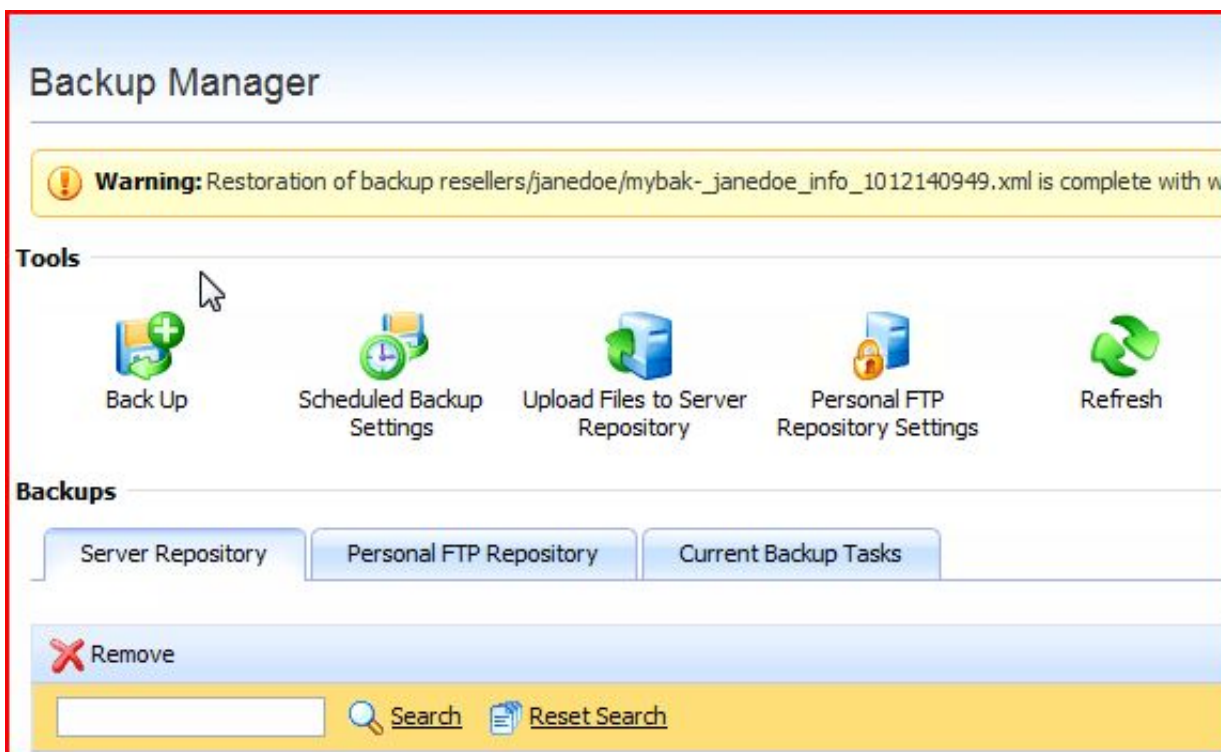 Backup Manager
Warning: Restoration of backup resellers/janedoe/mybak-_janedoe_info_1012140949.xml is complete with
Tools
Back Up
Scheduled Backup
Settings
Upload Files to Server
Repository
Personal FTP
Repository Settings
Refresh
Backups
Server Repository
Personal FTP Repository
Current Backup Tasks
Remove
Search
Reset Search